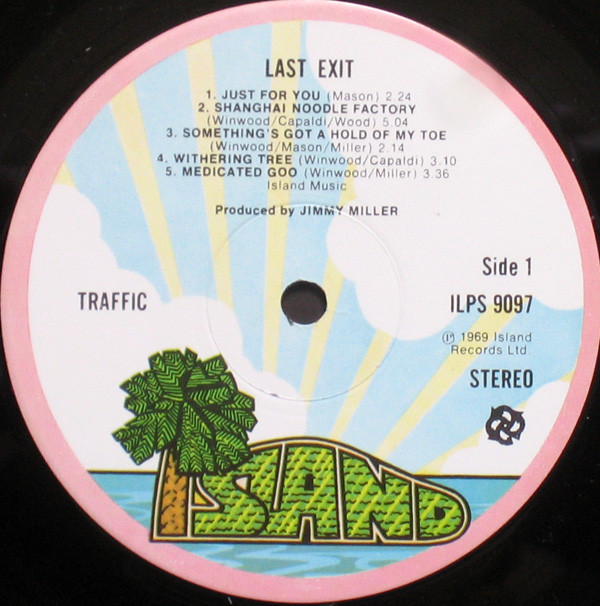 LAST EXIT
1. JUST FOR YOU (Mason) 2.24
2. SHANGHAI NOODLE FACTORY
(Winwood/Capaldi/Wood) 5.04
3. SOMETHING'S GOT A HOLD OF MY TOE
(Winwood/Mason/Miller) 2.14
4. WITHERING TREE (Winwood/Capaldi) 3.10
5. MEDICATED GOO (Winwood/Miller) 3.36
Island Music
Produced by JIMMY MILLER
Side 1
TRAFFIC
ILPS 9097
℗ 1969 Island
Records Ltd.
STEREO
ISLAND